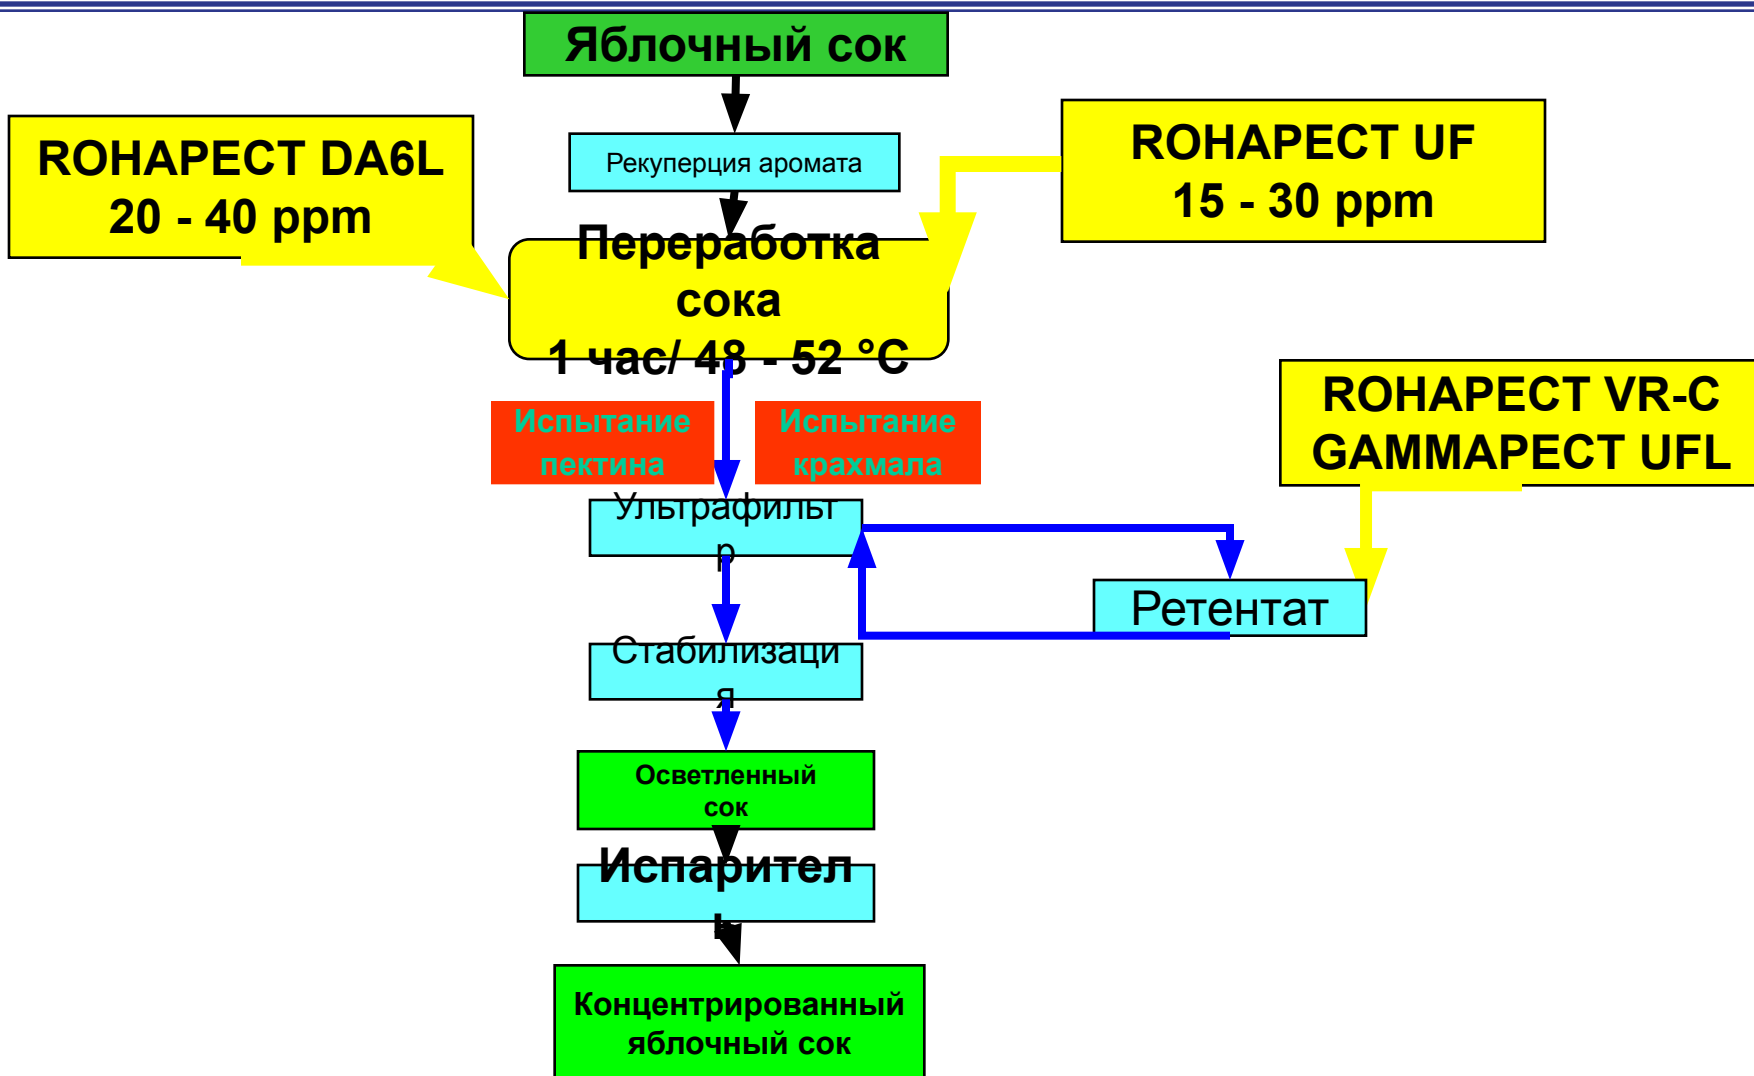 Яблочный сок
Рекуперция аромата
ROHAPECT DA6L
20 - 40 ppm
ROHAPECT UF
15 - 30 ppm
Переработка
сока
1 час/ 48 - 52 °C
Испытание
пектина
Испытание
крахмала
ROHAPECT VR-C
GAMMAPECT UFL
Ультрафильт
р
Ретентат
Стабилизаци
я
Осветленный
сок
Испарител
ь
Концентрированный
яблочный сок